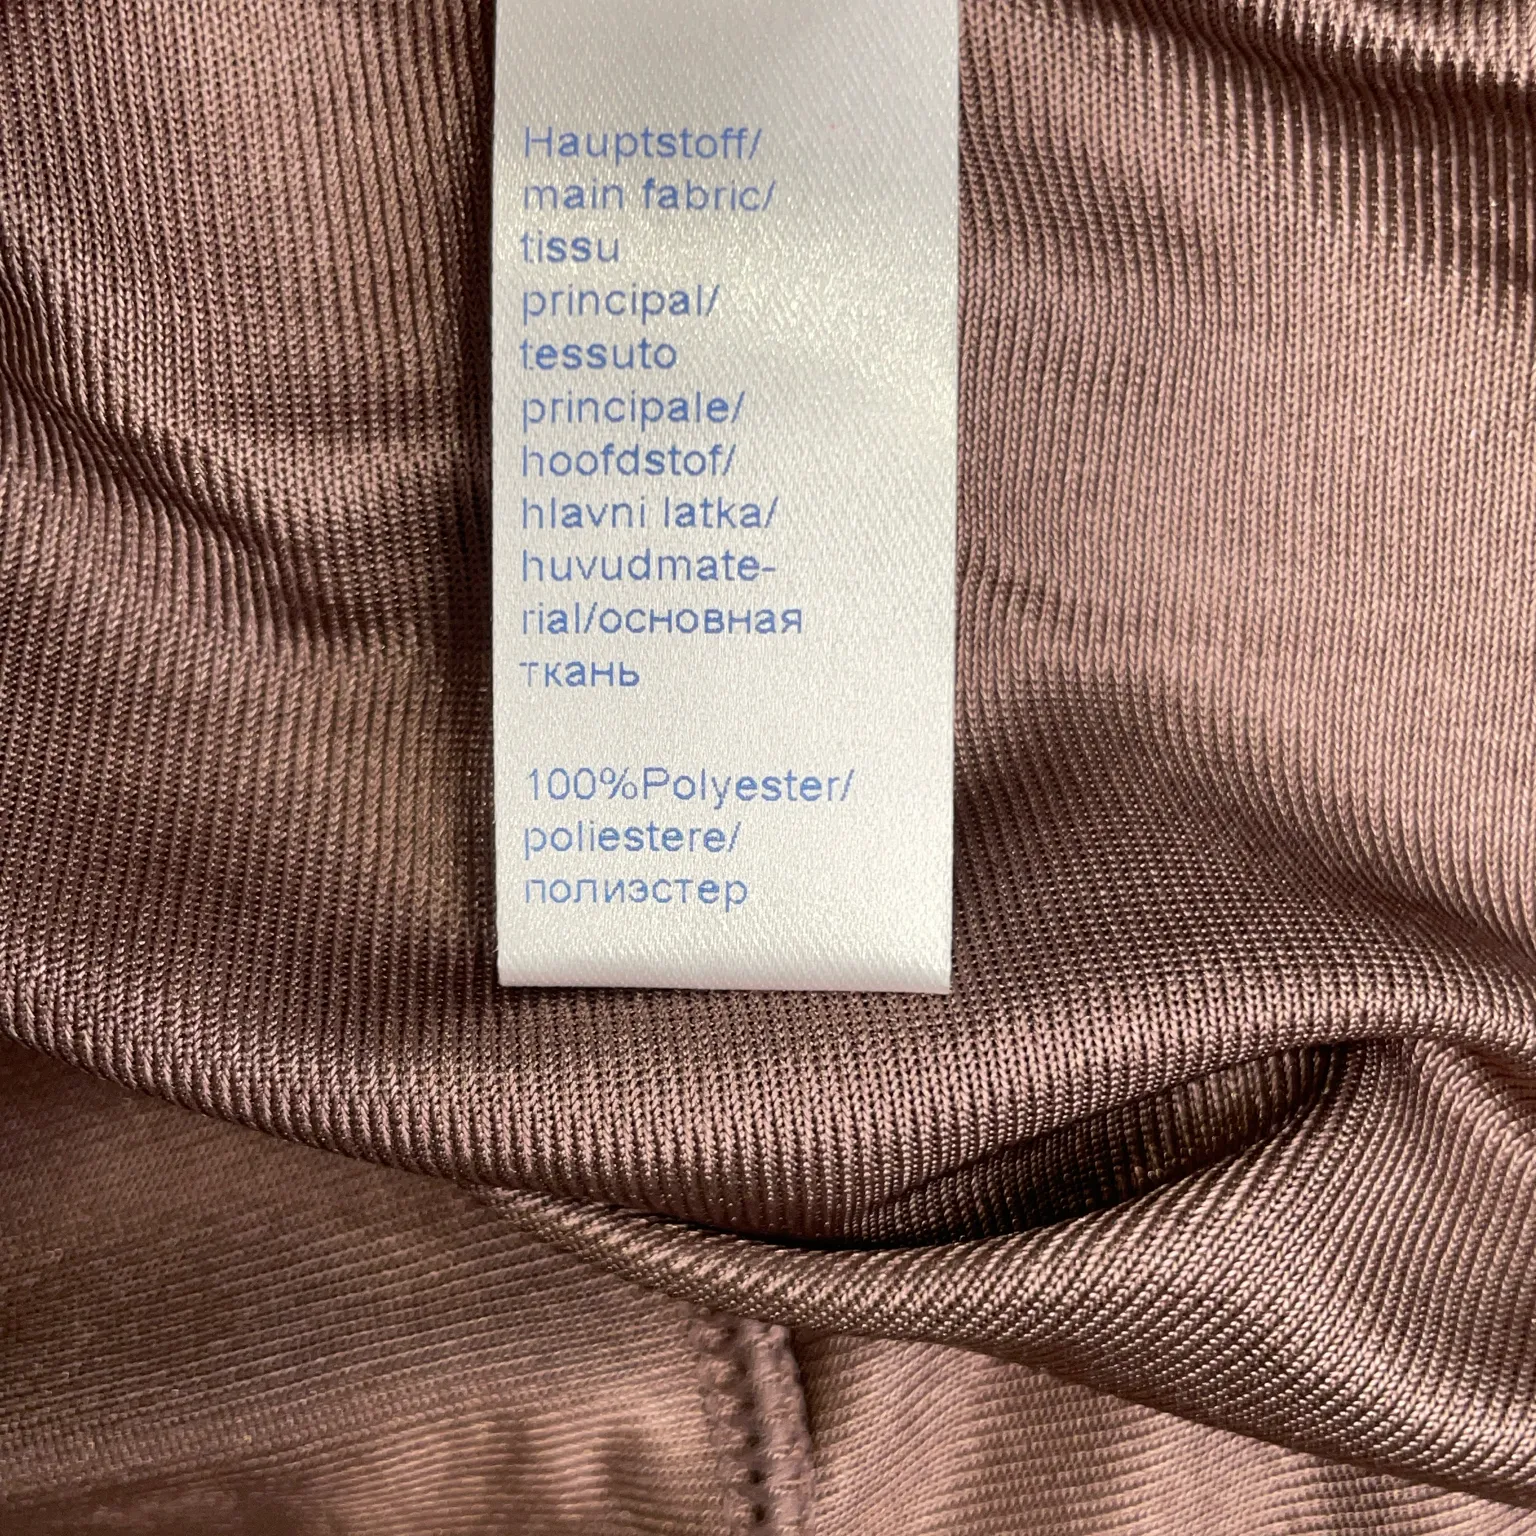 Hauptstoff/
main fabric/
tissu
principal/
tessuto
principale/
hoofdstof/
hlavni latka/
huvudmate-
rial/основная
ткань
100%Polyester/
poliestere/
полиэстер